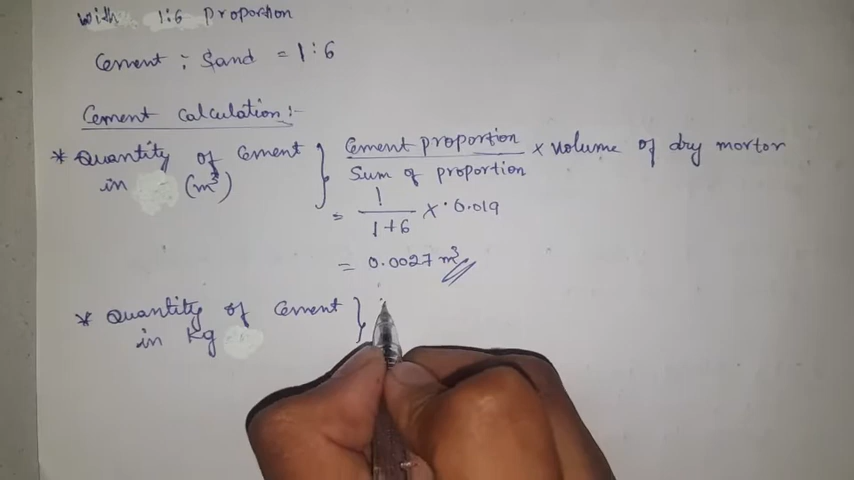 With 1:6 Proportion
Cement : Sand = 1:6
Cement Calculation:-
* Quantity of Cement in (m³) } Cement proportion / Sum of proportion x volume of dry mortor
= 1 / 1+6 x 0.019
= 0.0027 m³
* Quantity of Cement in Kg }